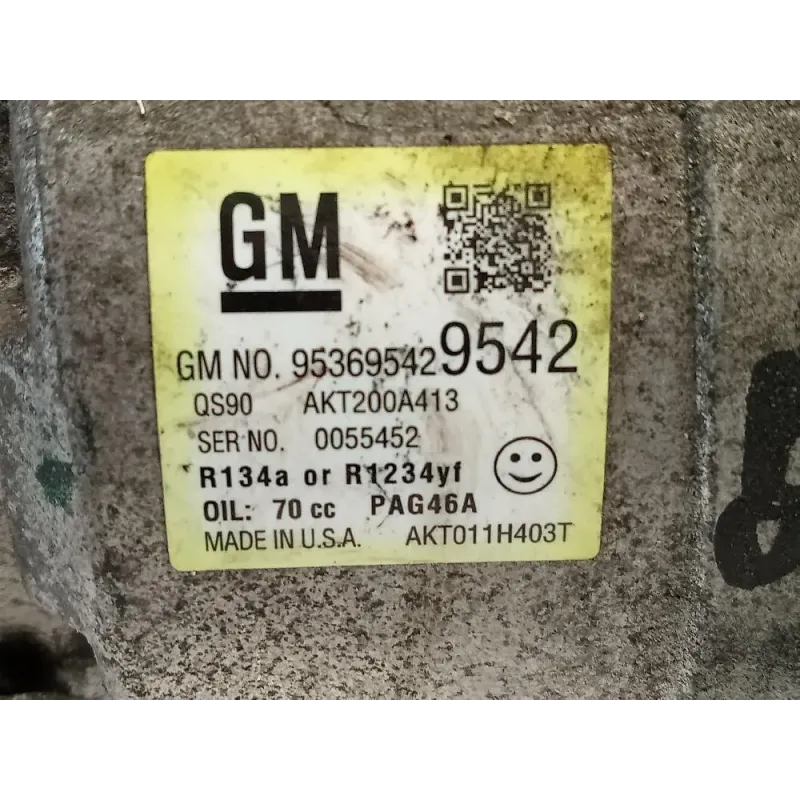 GM
GM NO. 95369542 9542
QS90 AKT200A413
SER NO. 0055452
R134a or R1234yf
OIL: 70 cc PAG46A
MADE IN U.S.A. AKT011H403T